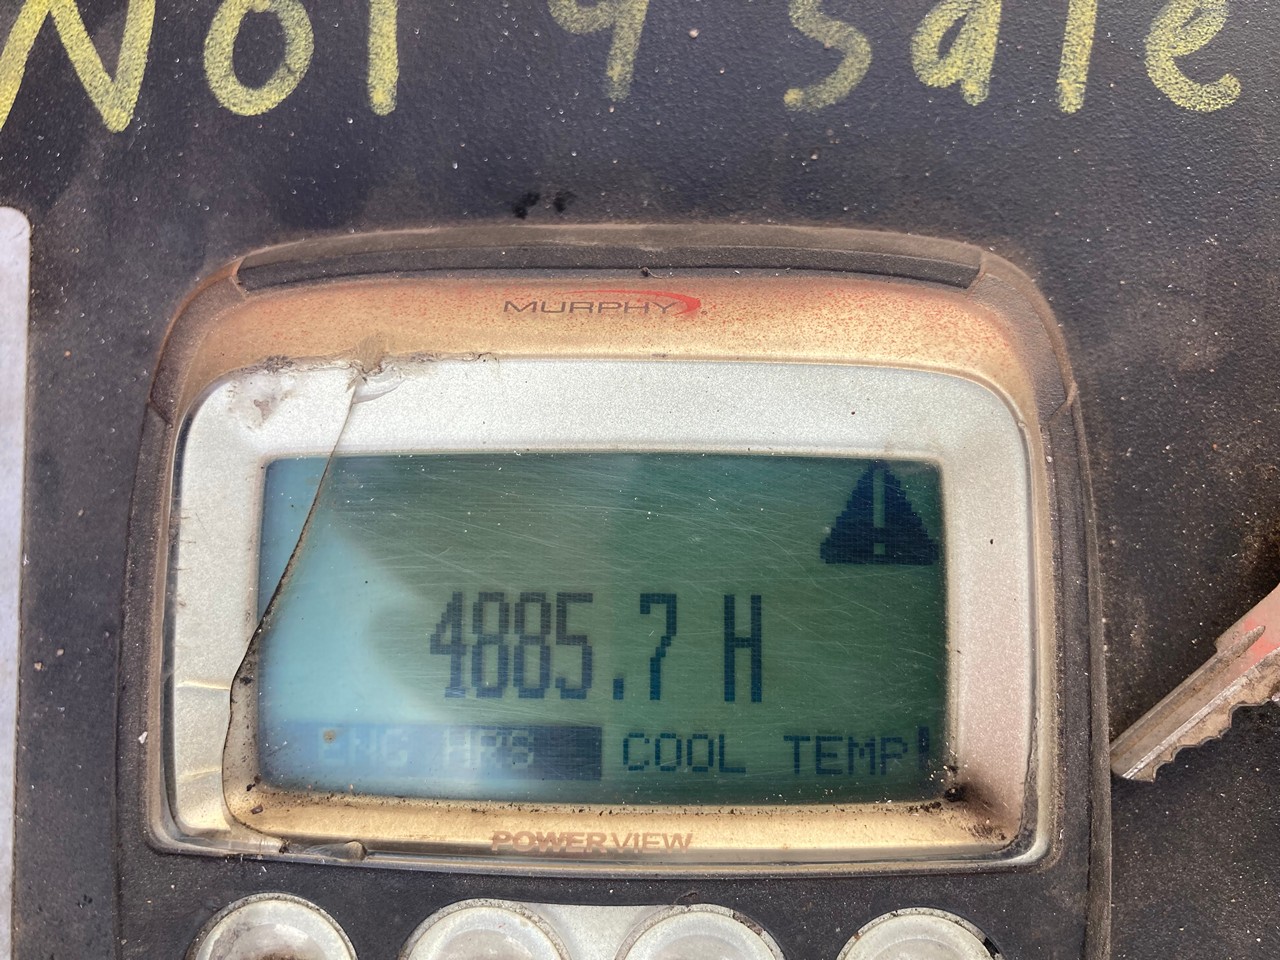 Not 4 sale
MURPHY
4885.7 H
ENG HRS COOL TEMP
POWERVIEW